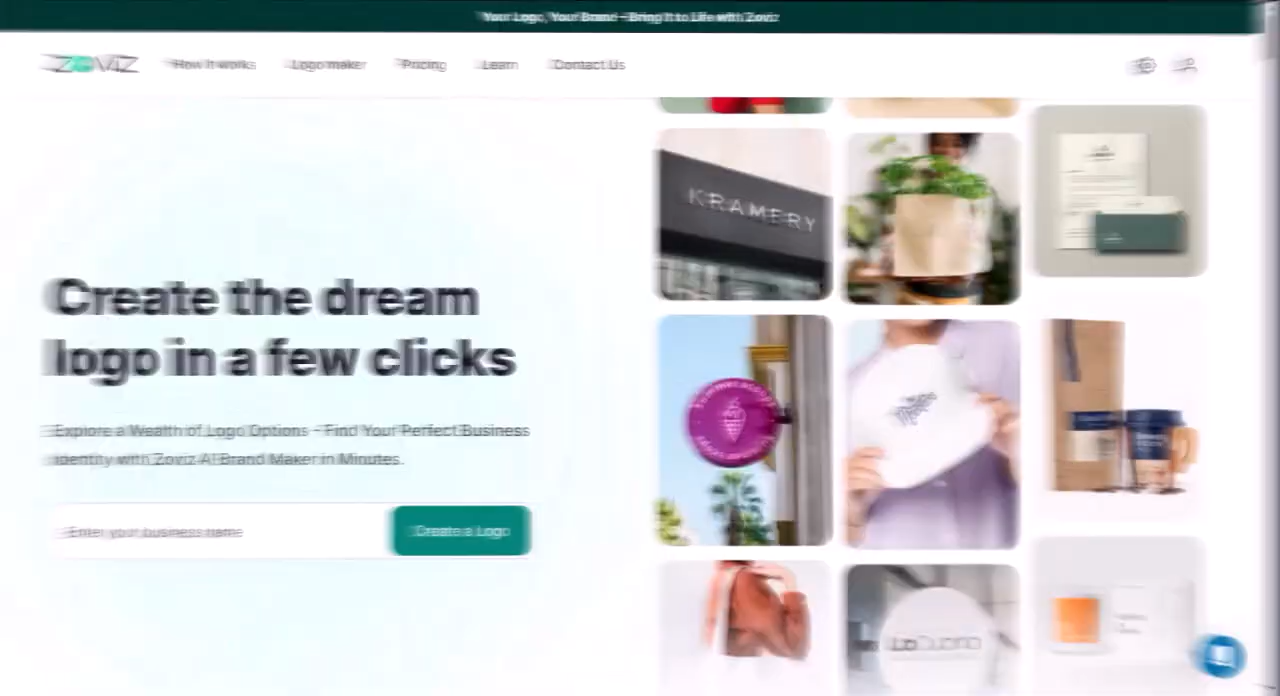 Your Logo, Your Brand – Bring It to Life with Zoviz
ZOVIZ
How it works
Logo maker
Pricing
Learn
Contact Us
KRAMERY
Create the dream
logo in a few clicks
Explore a Wealth of Logo Options - Find Your Perfect Business
Identity with Zoviz AI Brand Maker in Minutes.
Enter your business name
Create a Logo